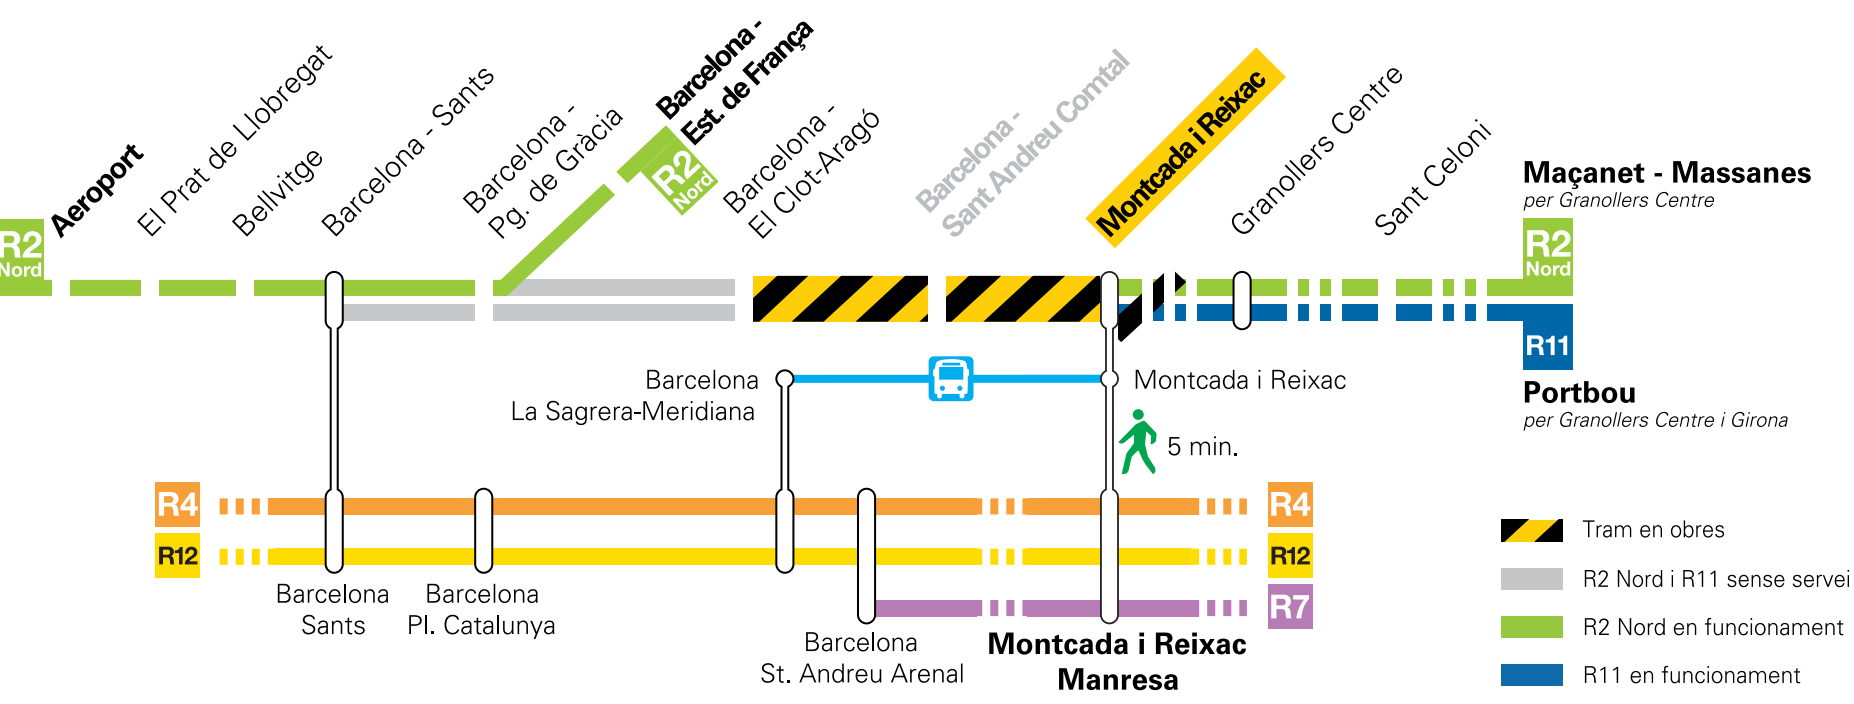 Aeroport
El Prat de Llobregat
Bellvitge
Barcelona - Sants
Barcelona -
Pg. de Gràcia
Barcelona -
Est. de França
Barcelona -
El Clot-Aragó
Barcelona -
Sant Andreu Comtal
Montcada i Reixac
Granollers Centre
Sant Celoni
Maçanet - Massanes
per Granollers Centre
R2
Nord
R2
Nord
R2
Nord
R11
Portbou
per Granollers Centre i Girona
Barcelona
La Sagrera-Meridiana
Montcada i Reixac
5 min.
R4
R4
R12
R12
R7
Barcelona
Sants
Barcelona
Pl. Catalunya
Barcelona
St. Andreu Arenal
Montcada i Reixac
Manresa
Tram en obres
R2 Nord i R11 sense servei
R2 Nord en funcionament
R11 en funcionament